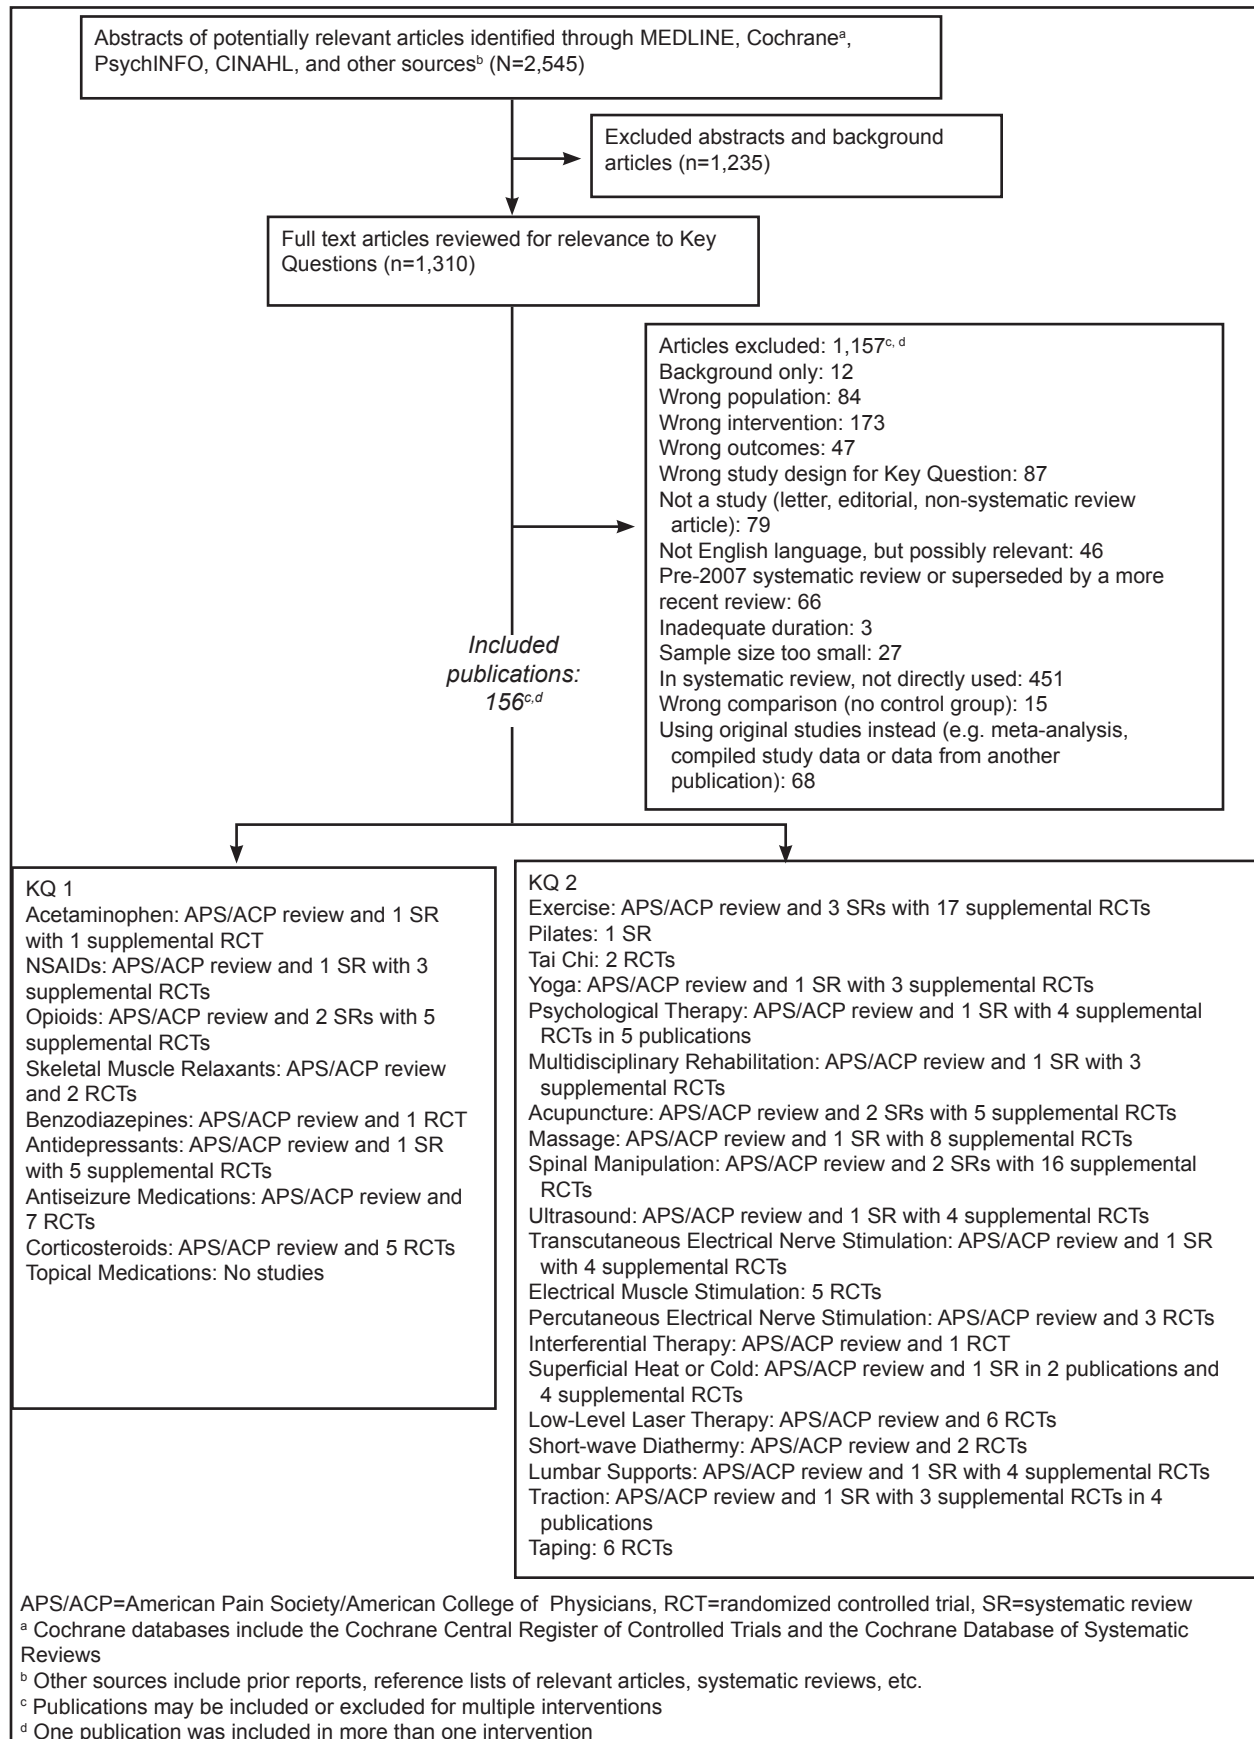 Abstracts of potentially relevant articles identified through MEDLINE, Cochraneᵃ,
PsychINFO, CINAHL, and other sourcesᵇ (N=2,545)
Excluded abstracts and background
articles (n=1,235)
Full text articles reviewed for relevance to Key
Questions (n=1,310)
Articles excluded: 1,157ᶜ, ᵈ
Background only: 12
Wrong population: 84
Wrong intervention: 173
Wrong outcomes: 47
Wrong study design for Key Question: 87
Not a study (letter, editorial, non-systematic review
article): 79
Not English language, but possibly relevant: 46
Pre-2007 systematic review or superseded by a more
recent review: 66
Inadequate duration: 3
Sample size too small: 27
In systematic review, not directly used: 451
Wrong comparison (no control group): 15
Using original studies instead (e.g. meta-analysis,
compiled study data or data from another
publication): 68
Included
publications:
156ᶜ,ᵈ
KQ 1
Acetaminophen: APS/ACP review and 1 SR
with 1 supplemental RCT
NSAIDs: APS/ACP review and 1 SR with 3
supplemental RCTs
Opioids: APS/ACP review and 2 SRs with 5
supplemental RCTs
Skeletal Muscle Relaxants: APS/ACP review
and 2 RCTs
Benzodiazepines: APS/ACP review and 1 RCT
Antidepressants: APS/ACP review and 1 SR
with 5 supplemental RCTs
Antiseizure Medications: APS/ACP review and
7 RCTs
Corticosteroids: APS/ACP review and 5 RCTs
Topical Medications: No studies
KQ 2
Exercise: APS/ACP review and 3 SRs with 17 supplemental RCTs
Pilates: 1 SR
Tai Chi: 2 RCTs
Yoga: APS/ACP review and 1 SR with 3 supplemental RCTs
Psychological Therapy: APS/ACP review and 1 SR with 4 supplemental
RCTs in 5 publications
Multidisciplinary Rehabilitation: APS/ACP review and 1 SR with 3
supplemental RCTs
Acupuncture: APS/ACP review and 2 SRs with 5 supplemental RCTs
Massage: APS/ACP review and 1 SR with 8 supplemental RCTs
Spinal Manipulation: APS/ACP review and 2 SRs with 16 supplemental
RCTs
Ultrasound: APS/ACP review and 1 SR with 4 supplemental RCTs
Transcutaneous Electrical Nerve Stimulation: APS/ACP review and 1 SR
with 4 supplemental RCTs
Electrical Muscle Stimulation: 5 RCTs
Percutaneous Electrical Nerve Stimulation: APS/ACP review and 3 RCTs
Interferential Therapy: APS/ACP review and 1 RCT
Superficial Heat or Cold: APS/ACP review and 1 SR in 2 publications and
4 supplemental RCTs
Low-Level Laser Therapy: APS/ACP review and 6 RCTs
Short-wave Diathermy: APS/ACP review and 2 RCTs
Lumbar Supports: APS/ACP review and 1 SR with 4 supplemental RCTs
Traction: APS/ACP review and 1 SR with 3 supplemental RCTs in 4
publications
Taping: 6 RCTs
APS/ACP=American Pain Society/American College of Physicians, RCT=randomized controlled trial, SR=systematic review
ᵃ Cochrane databases include the Cochrane Central Register of Controlled Trials and the Cochrane Database of Systematic
Reviews
ᵇ Other sources include prior reports, reference lists of relevant articles, systematic reviews, etc.
ᶜ Publications may be included or excluded for multiple interventions
ᵈ One publication was included in more than one intervention